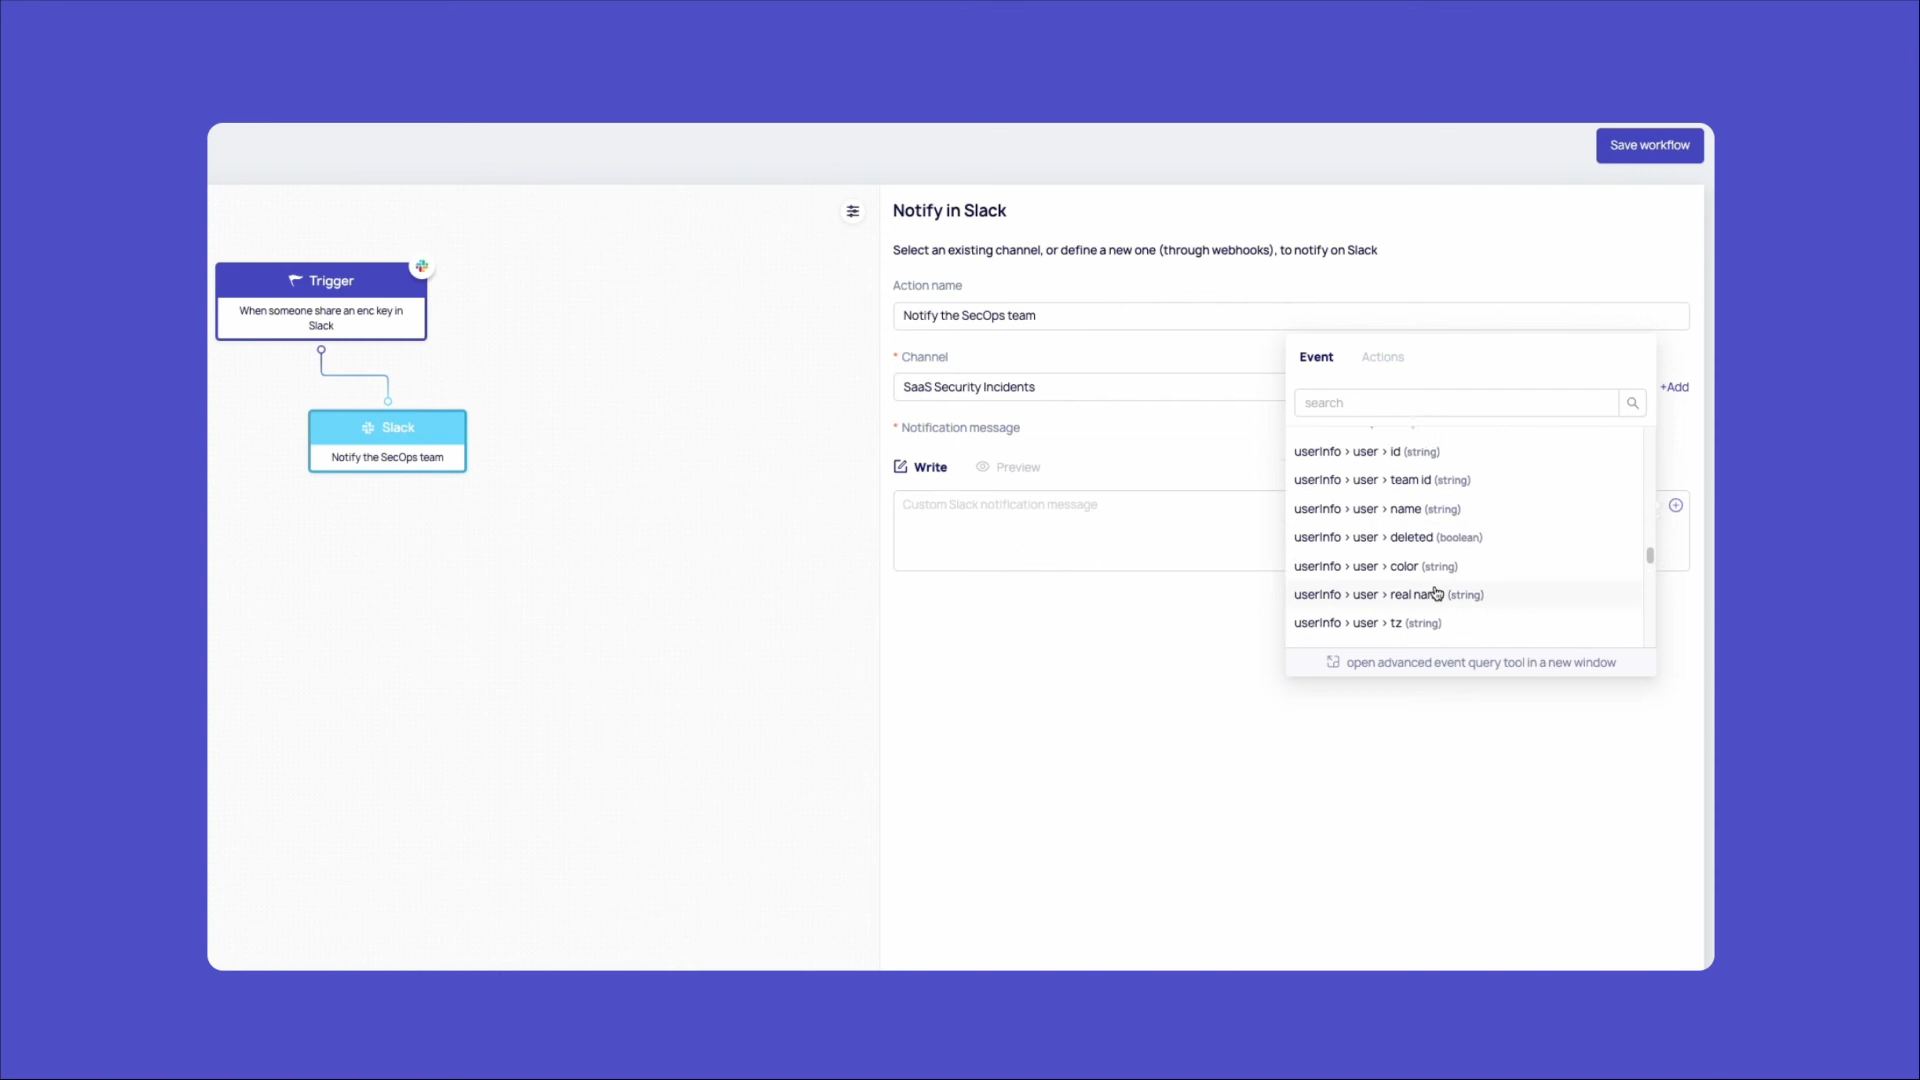 Save workflow
Trigger
When someone share an enc key in
Slack
Slack
Notify the SecOps team
Notify in Slack
Select an existing channel, or define a new one (through webhooks), to notify on Slack
Action name
Notify the SecOps team
* Channel
SaaS Security Incidents
+Add
* Notification message
Write
Preview
Custom Slack notification message
Event
Actions
search
userInfo > user > id (string)
userInfo > user > team id (string)
userInfo > user > name (string)
userInfo > user > deleted (boolean)
userInfo > user > color (string)
userInfo > user > real name (string)
userInfo > user > tz (string)
open advanced event query tool in a new window